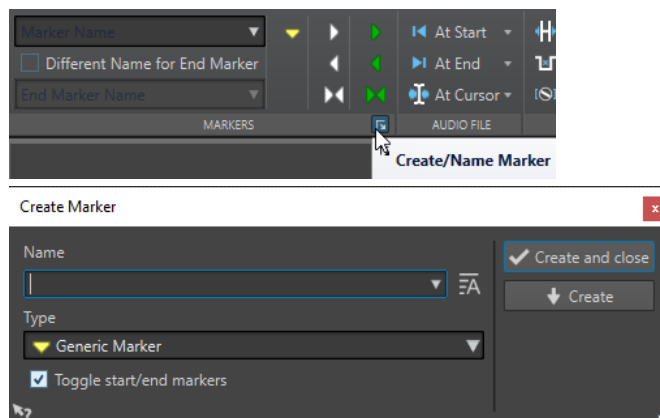 Marker Name
At Start
Different Name for End Marker
At End
End Marker Name
At Cursor
MARKERS
AUDIO FILE
Create/Name Marker
Create Marker
x
Name
Create and close
Create
Type
Generic Marker
Toggle start/end markers